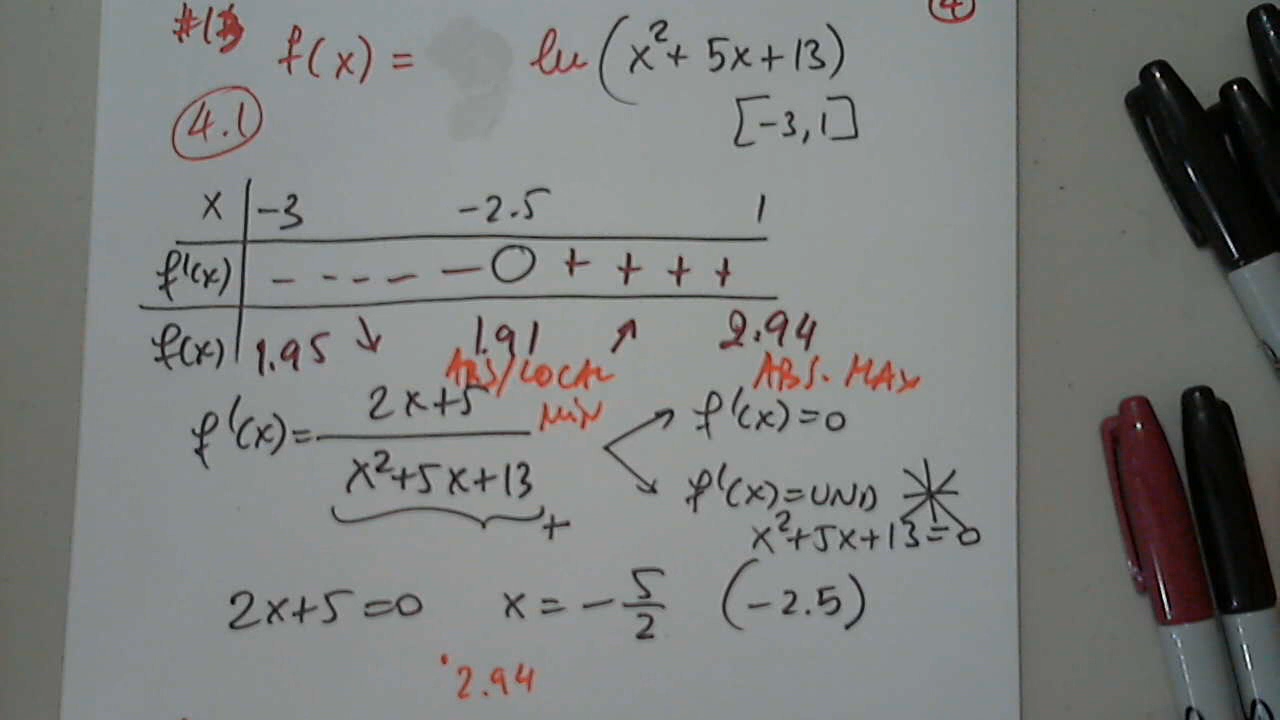 #13 f(x) = ln(x²+ 5x+13) ④
4.1 [-3,1]
x | -3 -2.5 1
f'(x) | - - - - - 0 + + + +
f(x) | 1.95 ↘ 1.91 ↗ 2.94
ABS/LOCAL MIN ABS. MAX
f'(x)= 2x+5 / x²+5x+13 + → f'(x)=0
→ f'(x)=UND
x²+5x+13=0
2x+5=0 x=-5/2 (-2.5)
2.94